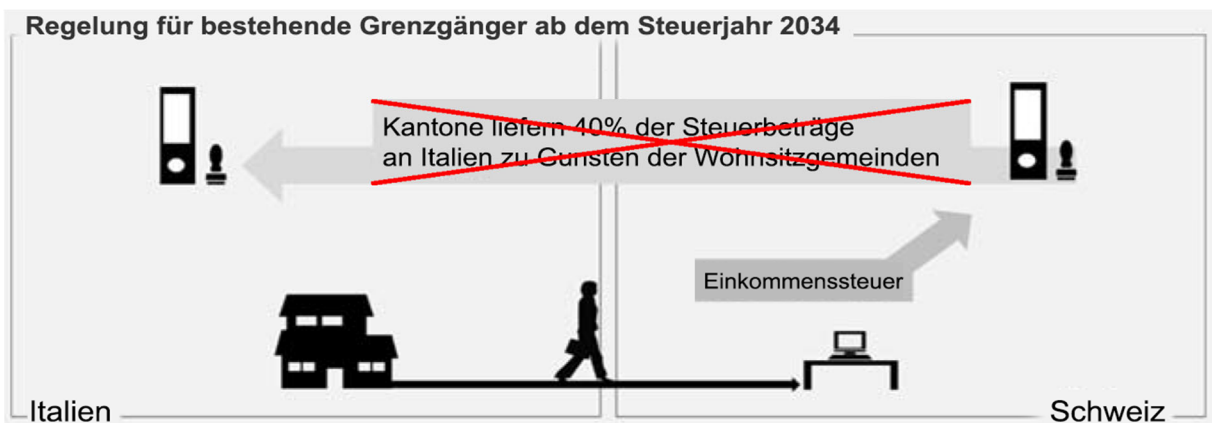 Regelung für bestehende Grenzgänger ab dem Steuerjahr 2034
Kantone liefern 40% der Steuerbeträge
an Italien zu Gunsten der Wohnsitzgemeinden
Einkommenssteuer
Italien
Schweiz